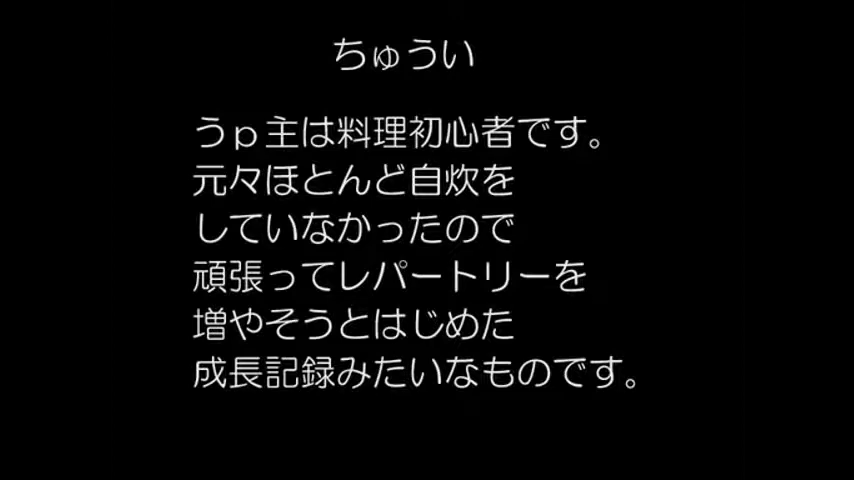 ちゅうい
うｐ主は料理初心者です。
元々ほとんど自炊を
していなかったので
頑張ってレパートリーを
増やそうとはじめた
成長記録みたいなものです。